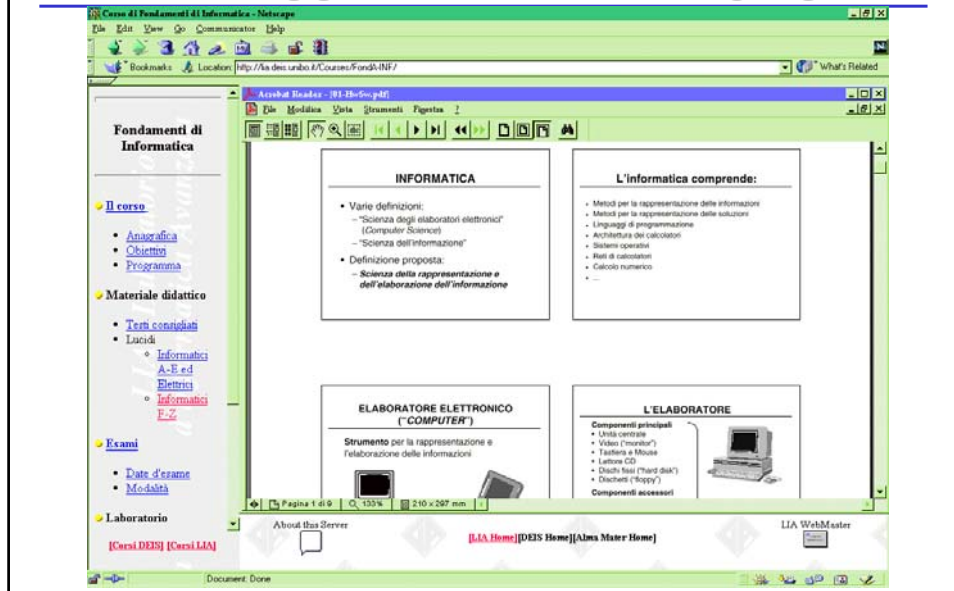 Corso di Fondamenti di Informatica - Netscape
File Edit View Go Communicator Help
Bookmarks Location: http://lia.deis.unibo.it/Courses/FondA-INF/ What's Related
Fondamenti di
Informatica
Il corso
Anagrafica
Obiettivi
Programma
Materiale didattico
Testi consigliati
Lucidi
Informatici
A-E ed
Elettrici
Informatici
F-Z
Esami
Date d'esame
Modalità
Laboratorio
[Corsi DEIS] [Corsi LIA]
Acrobat Reader - [01-HwSw.pdf]
File Modifica Vista Strumenti Finestra ?
INFORMATICA
• Varie definizioni:
– "Scienza degli elaboratori elettronici"
(Computer Science)
– "Scienza dell'informazione"
• Definizione proposta:
– Scienza della rappresentazione e
dell'elaborazione dell'informazione
L'informatica comprende:
• Metodi per la rappresentazione delle informazioni
• Metodi per la rappresentazione delle soluzioni
• Linguaggi di programmazione
• Architettura dei calcolatori
• Sistemi operativi
• Reti di calcolatori
• Calcolo numerico
• ...
ELABORATORE ELETTRONICO
("COMPUTER")
Strumento per la rappresentazione e
l'elaborazione delle informazioni
L'ELABORATORE
Componenti principali
• Unità centrale
• Video ("monitor")
• Tastiera e Mouse
• Lettore CD
• Dischi fissi ("hard disk")
• Dischetti ("floppy")
Componenti accessori
Pagina 1 di 9 133% 210 x 297 mm
About this Server
[LIA Home][DEIS Home][Alma Mater Home]
LIA WebMaster
Document: Done